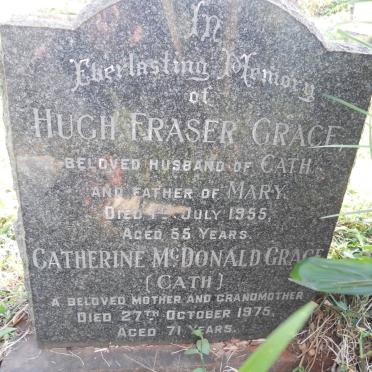 In
Everlasting Memory
of
HUGH FRASER GRACE
BELOVED HUSBAND OF CATH.
AND FATHER OF MARY.
DIED JULY 1955,
AGED 55 YEARS.
CATHERINE McDONALD GRACE
(CATH)
A BELOVED MOTHER AND GRANDMOTHER
DIED 27TH OCTOBER 1975,
AGED 71 YEARS.